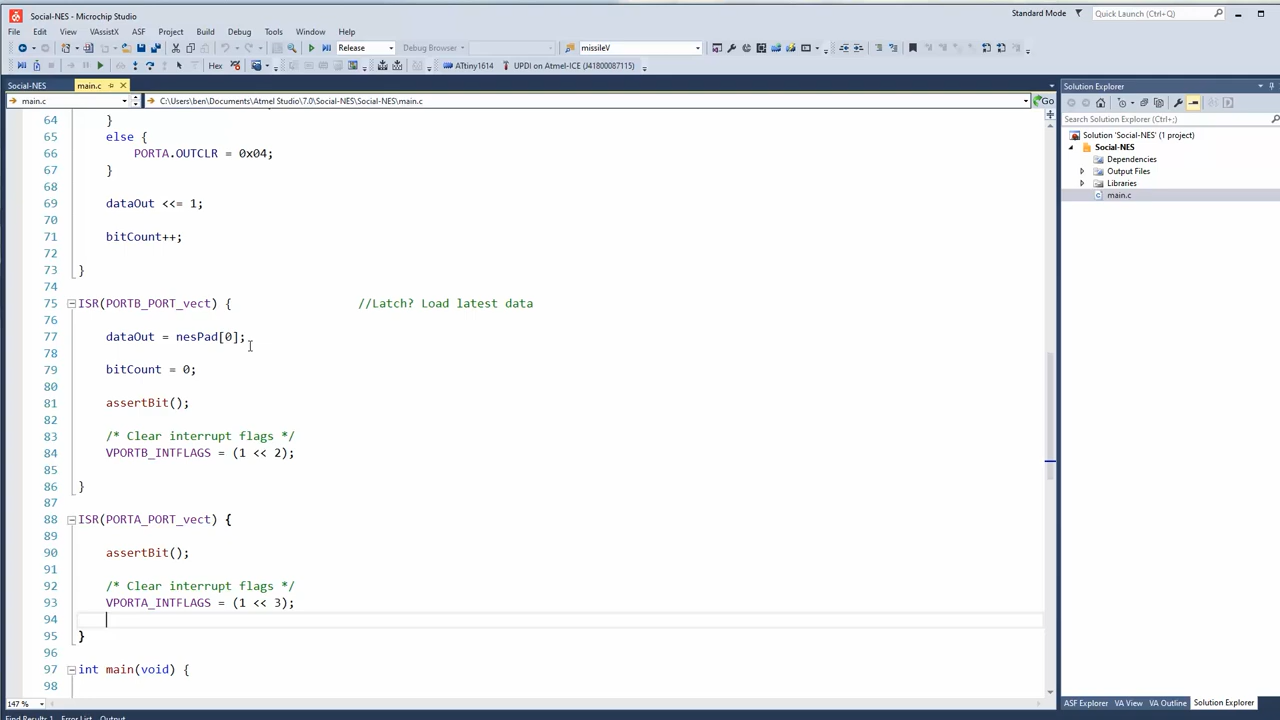 Social-NES - Microchip Studio
Standard Mode
Quick Launch (Ctrl+Q)
File Edit View VAssistX ASF Project Build Debug Tools Window Help
Release
Debug Browser
missileV
Hex
ATtiny1614
UPDI on Atmel-ICE (J41800087115)
Social-NES
main.c
main.c
C:\Users\ben\Documents\Atmel Studio\7.0\Social-NES\Social-NES\main.c
Go
64 }
65 else {
66 PORTA.OUTCLR = 0x04;
67 }
68
69 dataOut <<= 1;
70
71 bitCount++;
72
73 }
74
75 ISR(PORTB_PORT_vect) { //Latch? Load latest data
76
77 dataOut = nesPad[0];
78
79 bitCount = 0;
80
81 assertBit();
82
83 /* Clear interrupt flags */
84 VPORTB_INTFLAGS = (1 << 2);
85
86 }
87
88 ISR(PORTA_PORT_vect) {
89
90 assertBit();
91
92 /* Clear interrupt flags */
93 VPORTA_INTFLAGS = (1 << 3);
94
95 }
96
97 int main(void) {
98
147 %
Find Results 1 Error List Output
Solution Explorer
Search Solution Explorer (Ctrl+;)
Solution 'Social-NES' (1 project)
Social-NES
Dependencies
Output Files
Libraries
main.c
ASF Explorer VA View VA Outline Solution Explorer